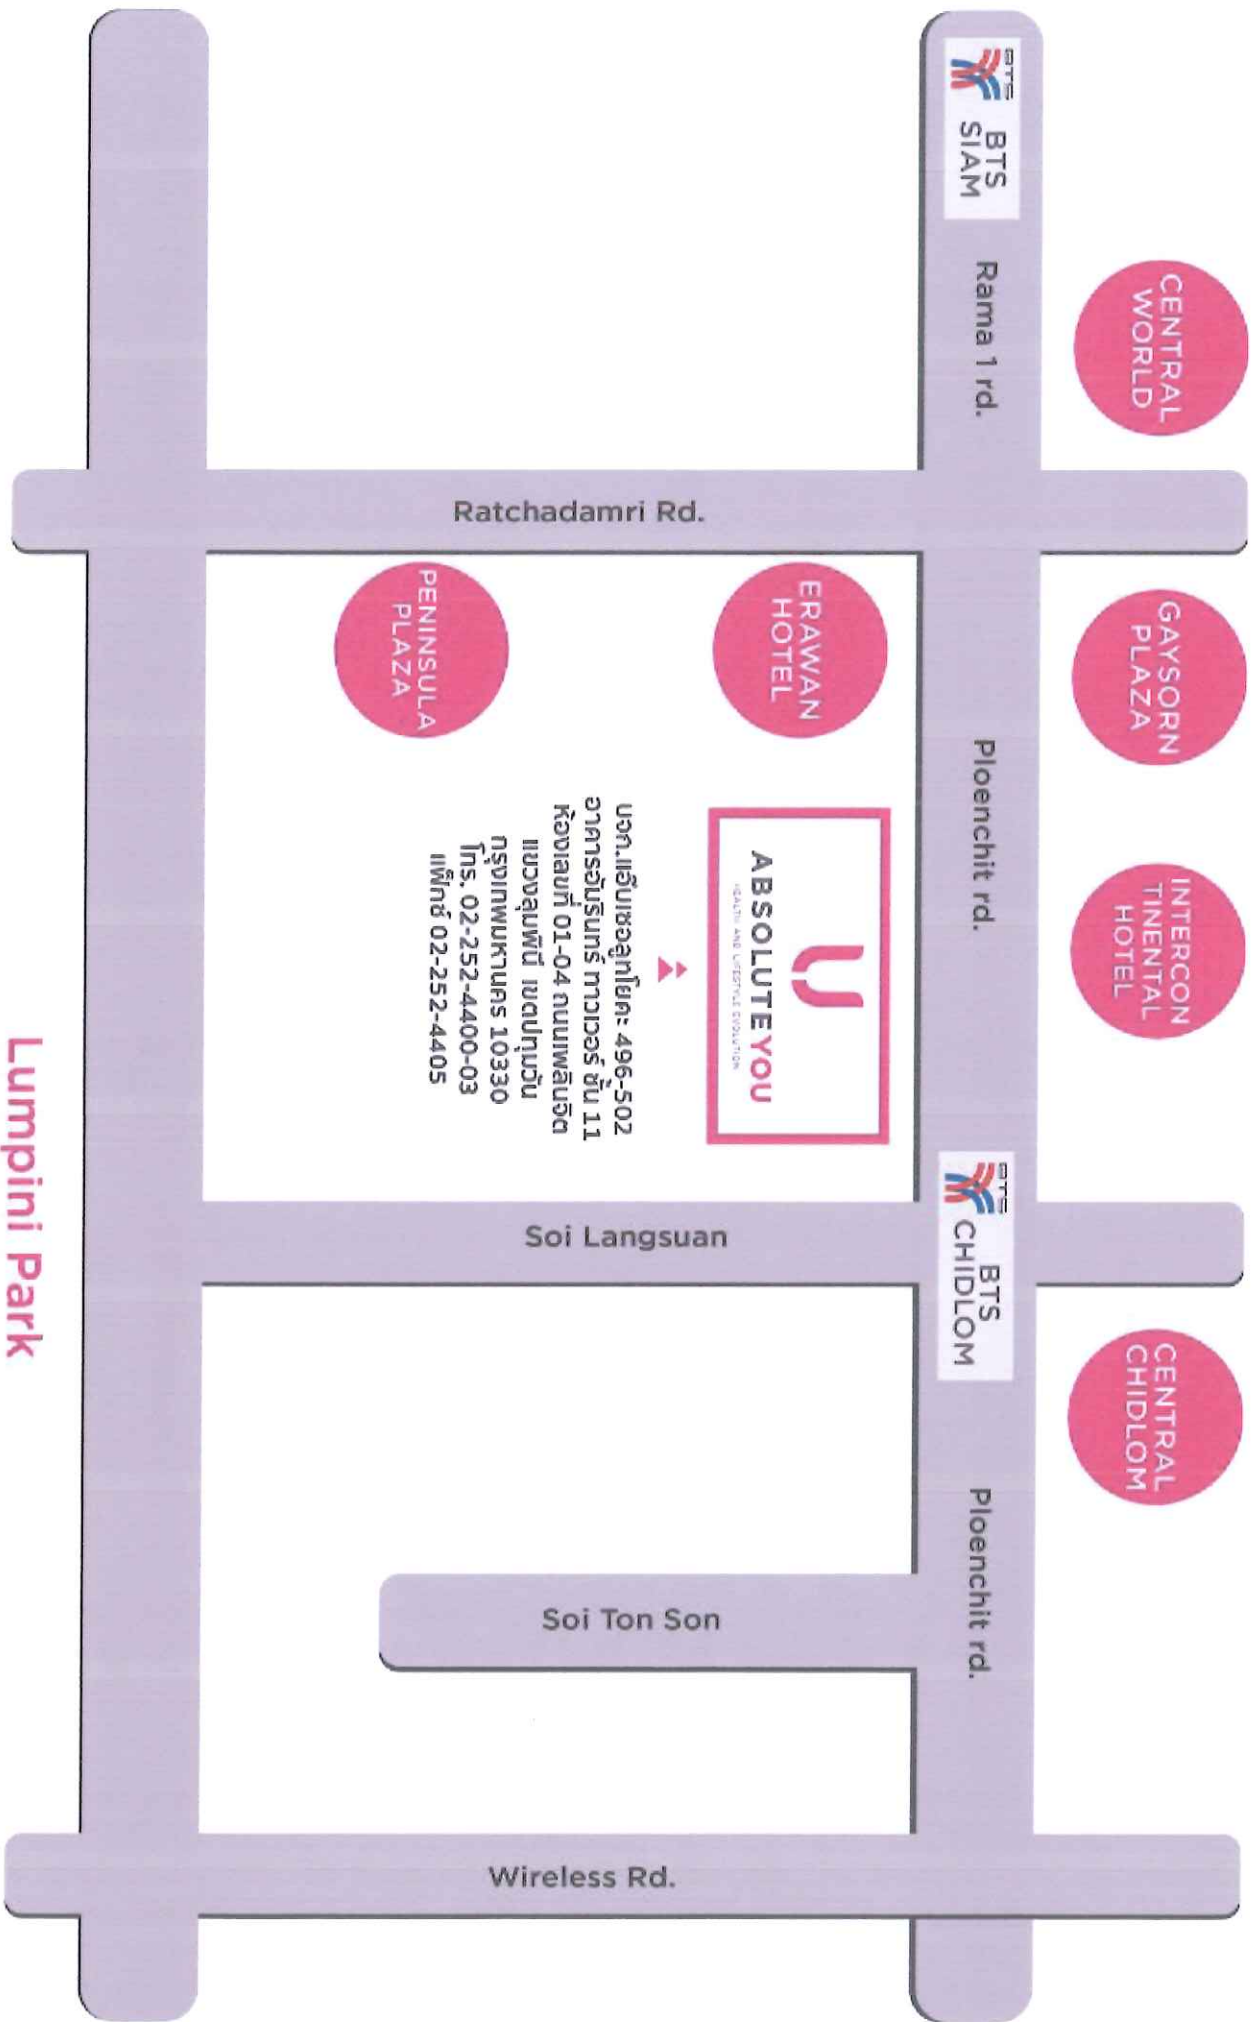 CENTRAL
WORLD
GAYSORN
PLAZA
INTERCON
TINENTAL
HOTEL
CENTRAL
CHIDLOM
BTS
BTS
SIAM
Rama 1 rd.
Ploenchit rd.
BTS
BTS
CHIDLOM
Ploenchit rd.
Ratchadamri Rd.
ERAWAN
HOTEL
PENINSULA
PLAZA
ABSOLUTEYOU
HEALTH AND LIFESTYLE EVOLUTION
บจก.แอ๊บเซอลูทโยคะ 496-502
อาคารอัมรินทร์ ทาวเวอร์ ชั้น 11
ห้องเลขที่ 01-04 ถนนเพลินจิต
แขวงลุมพินี เขตปทุมวัน
กรุงเทพมหานคร 10330
โทร. 02-252-4400-03
แฟ็กซ์ 02-252-4405
Soi Langsuan
Soi Ton Son
Wireless Rd.
Lumpini Park